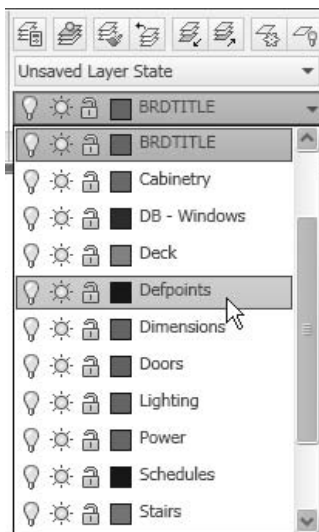 Unsaved Layer State
BRDTITLE
BRDTITLE
Cabinetry
DB - Windows
Deck
Defpoints
Dimensions
Doors
Lighting
Power
Schedules
Stairs